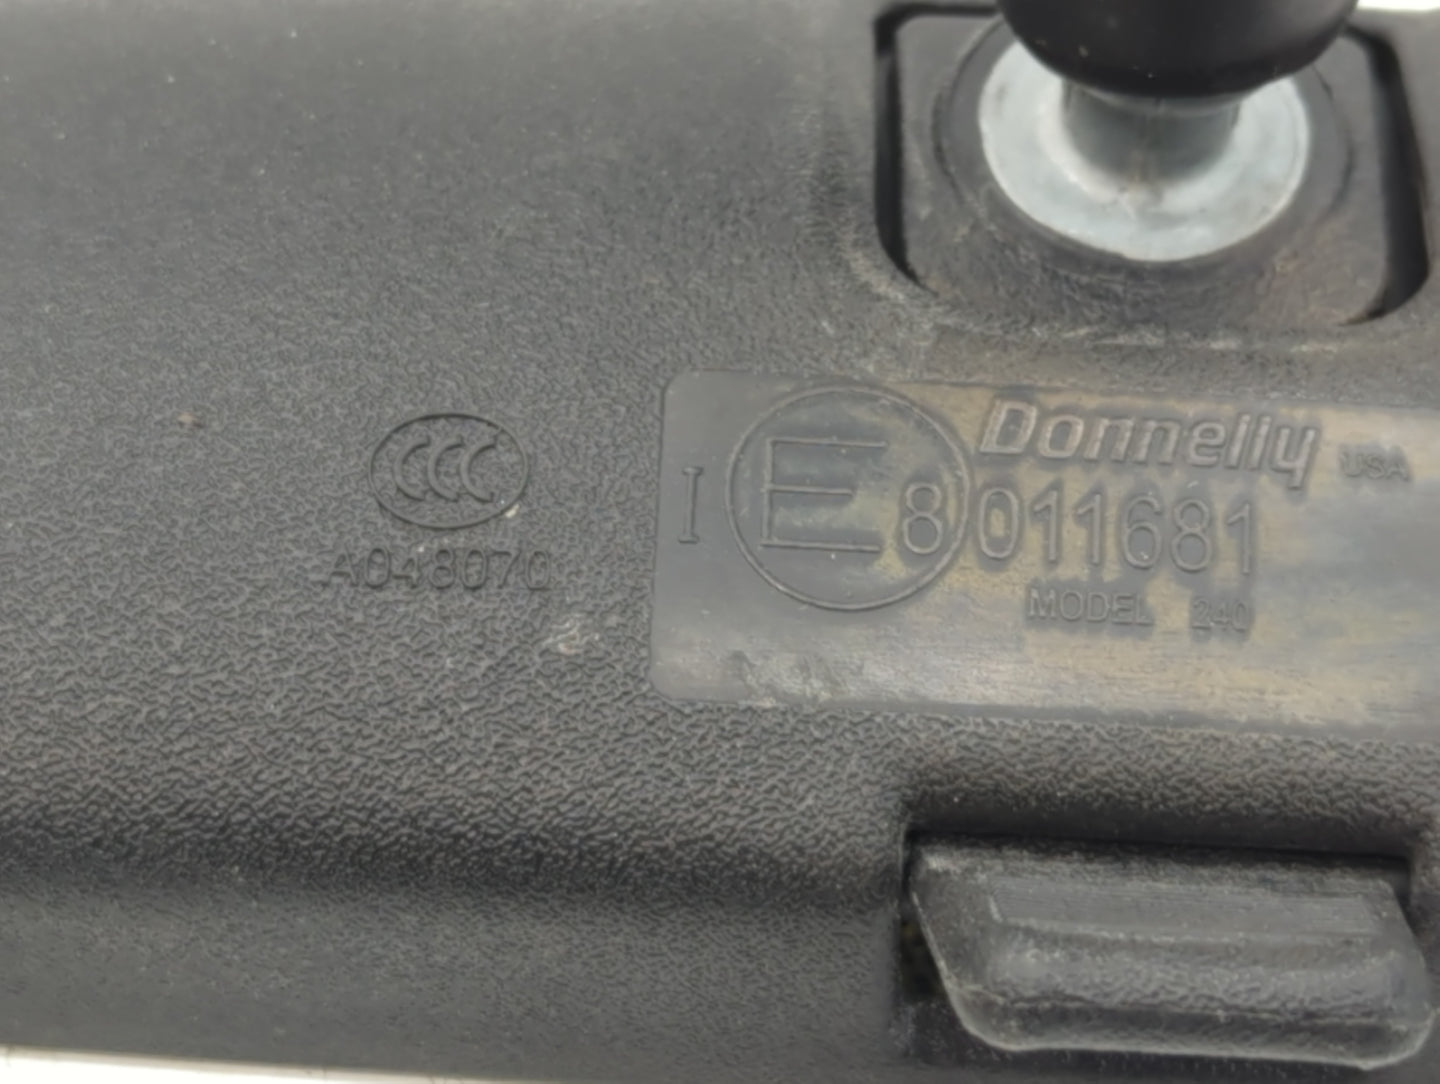 CCC
A048070
Donnelly USA
I E8 011681
MODEL 240